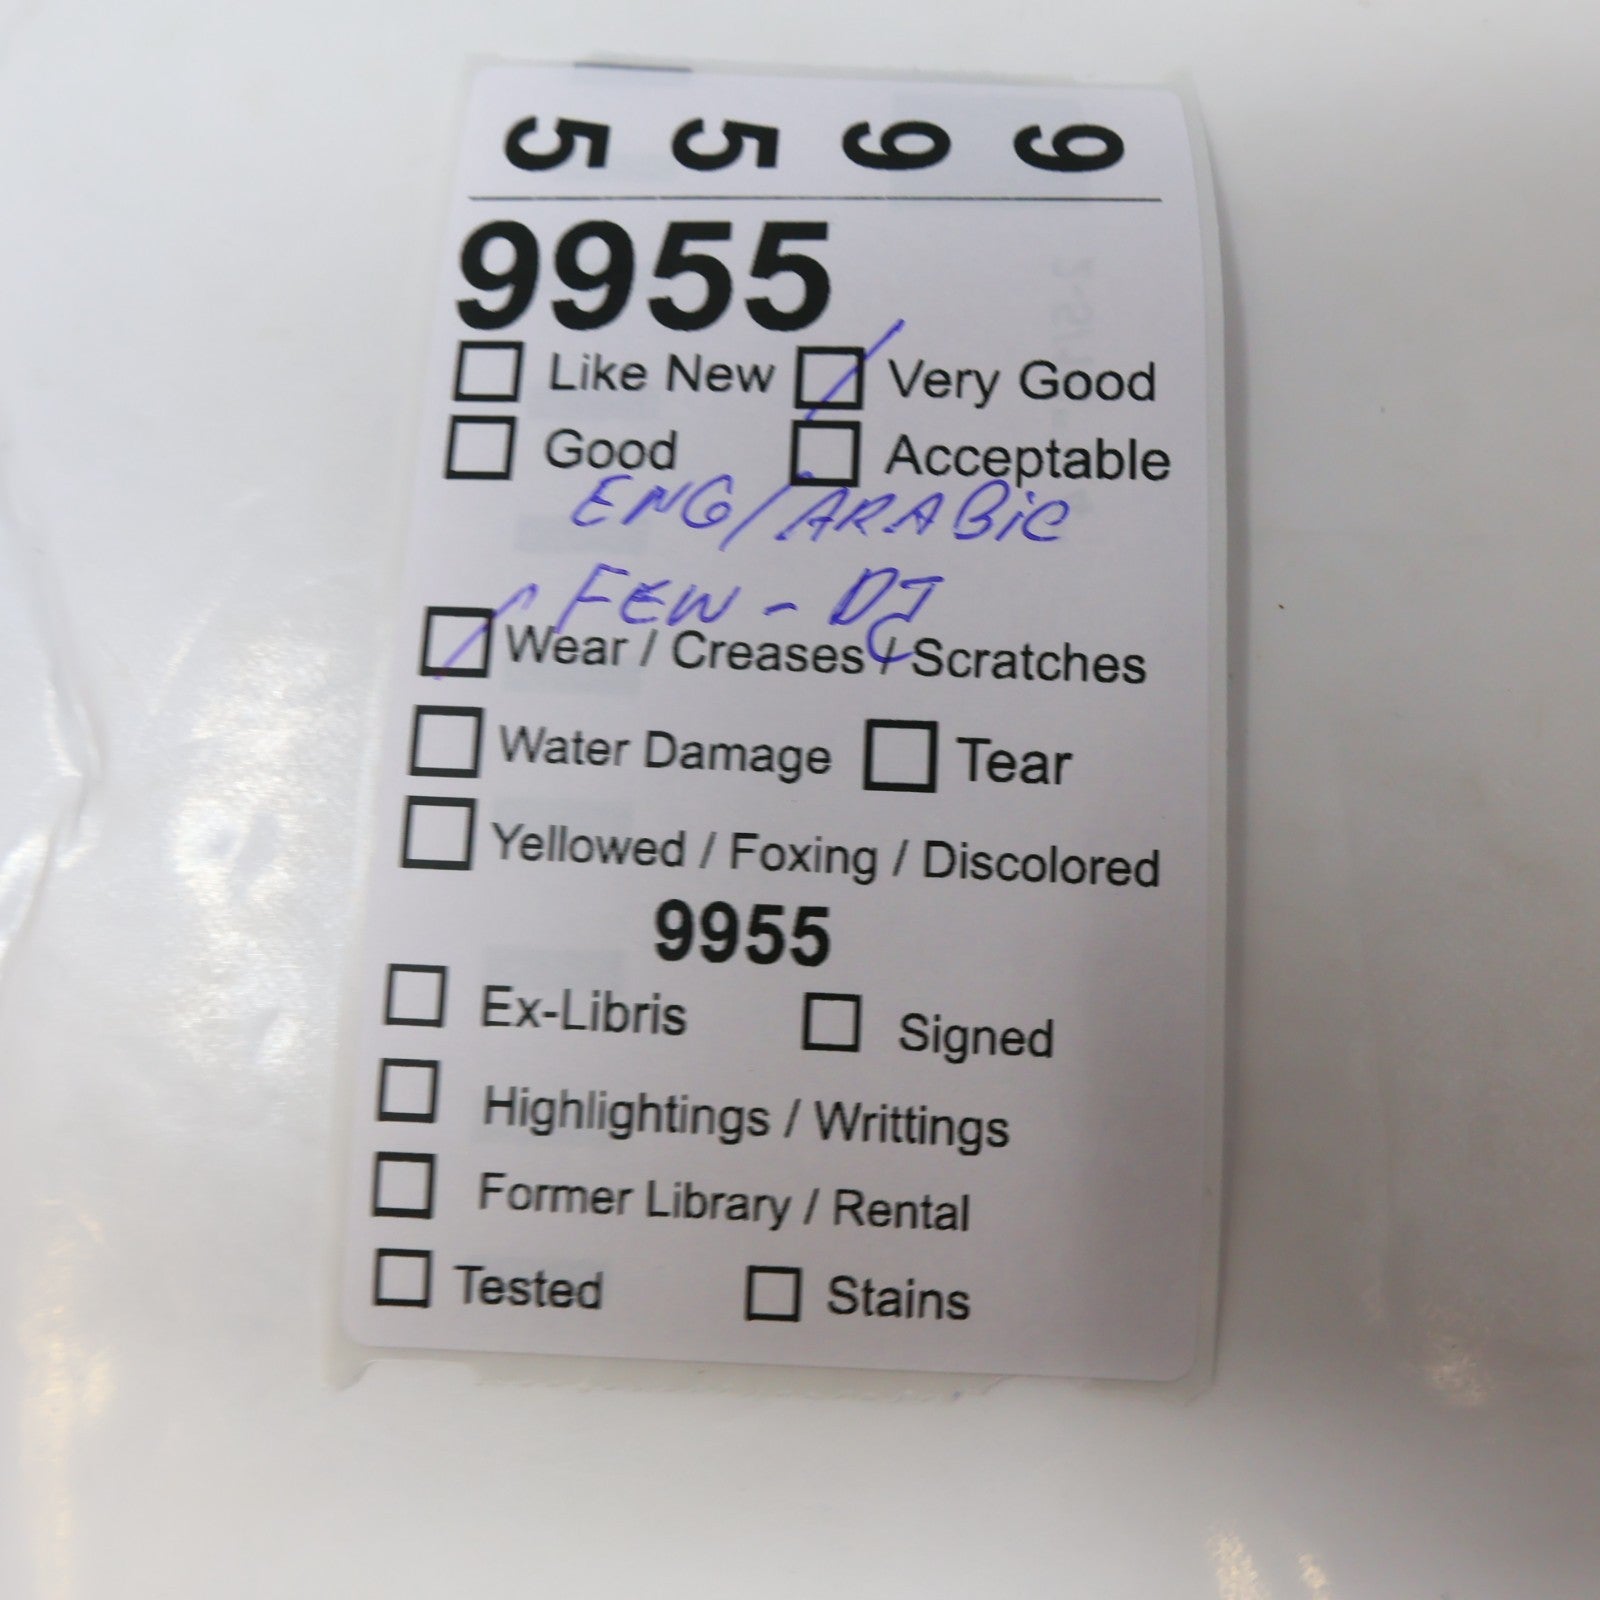 5 5 9 9
9955
Like New Very Good
Good Acceptable
ENG/ARABIC
FEW - DJ
Wear / Creases / Scratches
Water Damage Tear
Yellowed / Foxing / Discolored
9955
Ex-Libris Signed
Highlightings / Writtings
Former Library / Rental
Tested Stains